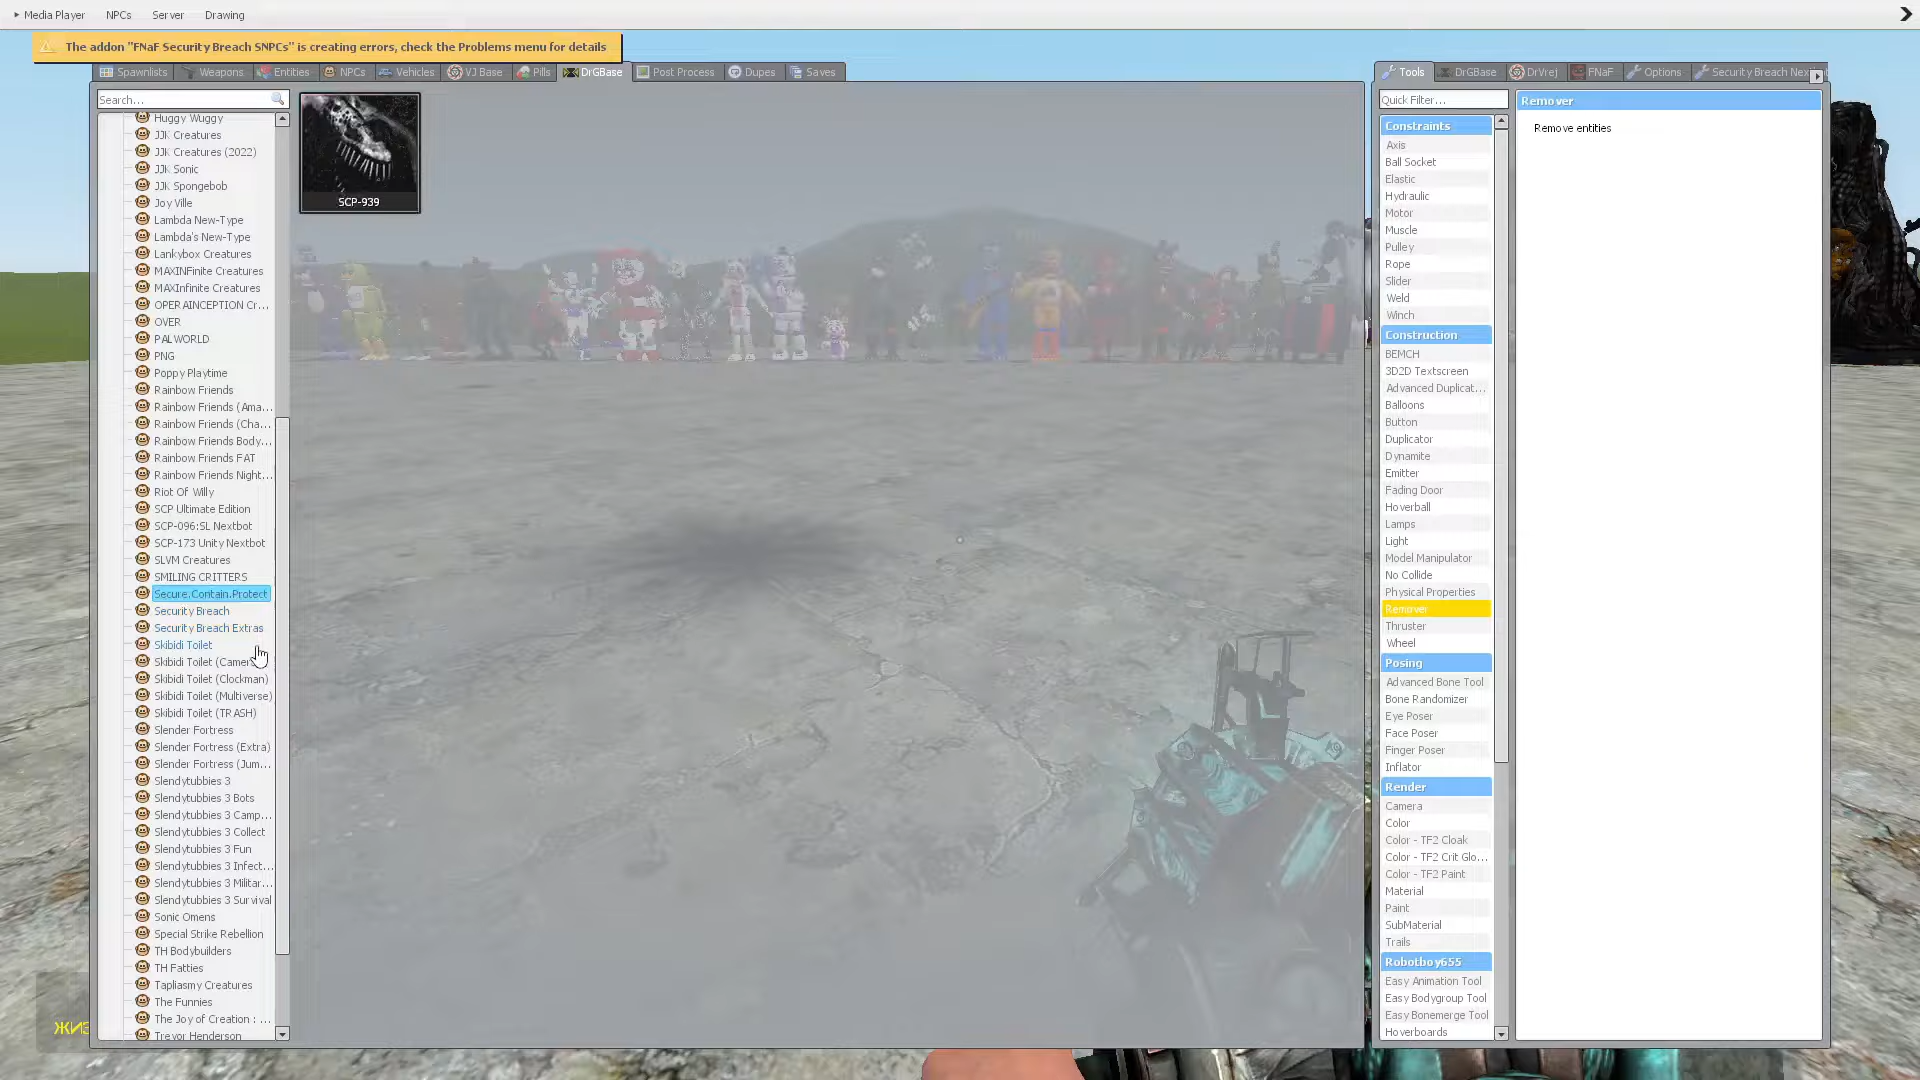 Media Player NPCs Server Drawing
The addon "FNaF Security Breach SNPCs" is creating errors, check the Problems menu for details
Spawnlists Weapons Entities NPCs Vehicles VJ Base Pills DrGBase Post Process Dupes Saves
Tools DrGBase DrVrej FNaF Options Security Breach
Search...
Huggy Wuggy
JJK Creatures
JJK Creatures (2022)
JJK Sonic
JJK Spongebob
Joy Ville
Lambda New-Type
Lambda's New-Type
Lankybox Creatures
MAXINFinite Creatures
MAXInfinite Creatures
OPERAINCEPTION Cr...
OVER
PALWORLD
PNG
Poppy Playtime
Rainbow Friends
Rainbow Friends (Ama...
Rainbow Friends (Cha...
Rainbow Friends Body...
Rainbow Friends FAT
Rainbow Friends Night...
Riot Of Willy
SCP Ultimate Edition
SCP-096:SL Nextbot
SCP-173 Unity Nextbot
SLVM Creatures
SMILING CRITTERS
Secure.Contain.Protect
Security Breach
Security Breach Extras
Skibidi Toilet
Skibidi Toilet (Camer
Skibidi Toilet (Clockman)
Skibidi Toilet (Multiverse)
Skibidi Toilet (TRASH)
Slender Fortress
Slender Fortress (Extra)
Slender Fortress (Jum...
Slendytubbies 3
Slendytubbies 3 Bots
Slendytubbies 3 Camp...
Slendytubbies 3 Collect
Slendytubbies 3 Fun
Slendytubbies 3 Infect...
Slendytubbies 3 Militar...
Slendytubbies 3 Survival
Sonic Omens
Special Strike Rebellion
TH Bodybuilders
TH Fatties
Tapliasmy Creatures
The Funnies
The Joy of Creation : ...
Trevor Henderson
SCP-939
Quick Filter...
Constraints
Axis
Ball Socket
Elastic
Hydraulic
Motor
Muscle
Pulley
Rope
Slider
Weld
Winch
Construction
BEMCH
3D2D Textscreen
Advanced Duplicat...
Balloons
Button
Duplicator
Dynamite
Emitter
Fading Door
Hoverball
Lamps
Light
Model Manipulator
No Collide
Physical Properties
Remover
Thruster
Wheel
Posing
Advanced Bone Tool
Bone Randomizer
Eye Poser
Face Poser
Finger Poser
Inflator
Render
Camera
Color
Color - TF2 Cloak
Color - TF2 Crit Glo...
Color - TF2 Paint
Material
Paint
SubMaterial
Trails
Robotboy655
Easy Animation Tool
Easy Bodygroup Tool
Easy Bonemerge Tool
Hoverboards
Remover
Remove entities